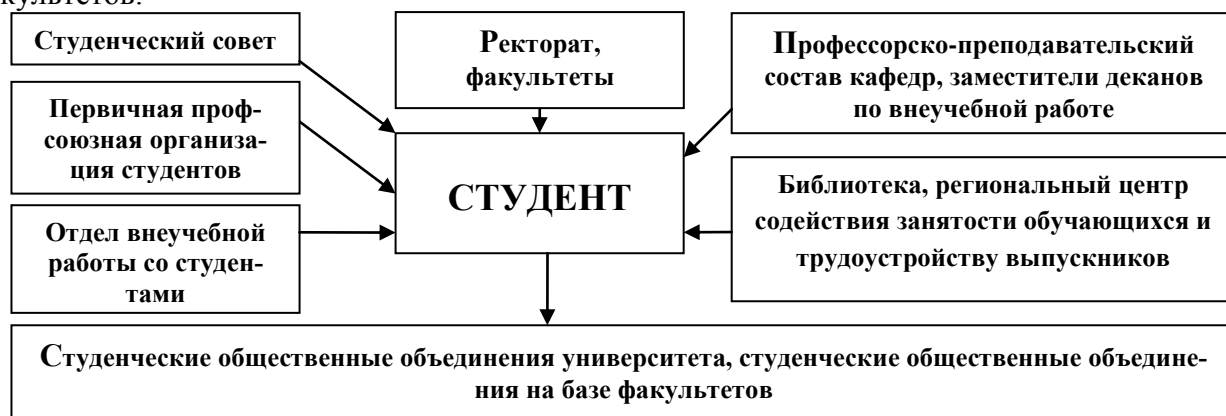 культетов.
Студенческий совет
Ректорат,
факультеты
Профессорско-преподавательский
состав кафедр, заместители деканов
по внеучебной работе
Первичная проф-
союзная организа-
ция студентов
СТУДЕНТ
Библиотека, региональный центр
содействия занятости обучающихся и
трудоустройству выпускников
Отдел внеучебной
работы со студен-
тами
Студенческие общественные объединения университета, студенческие общественные объедине-
ния на базе факультетов